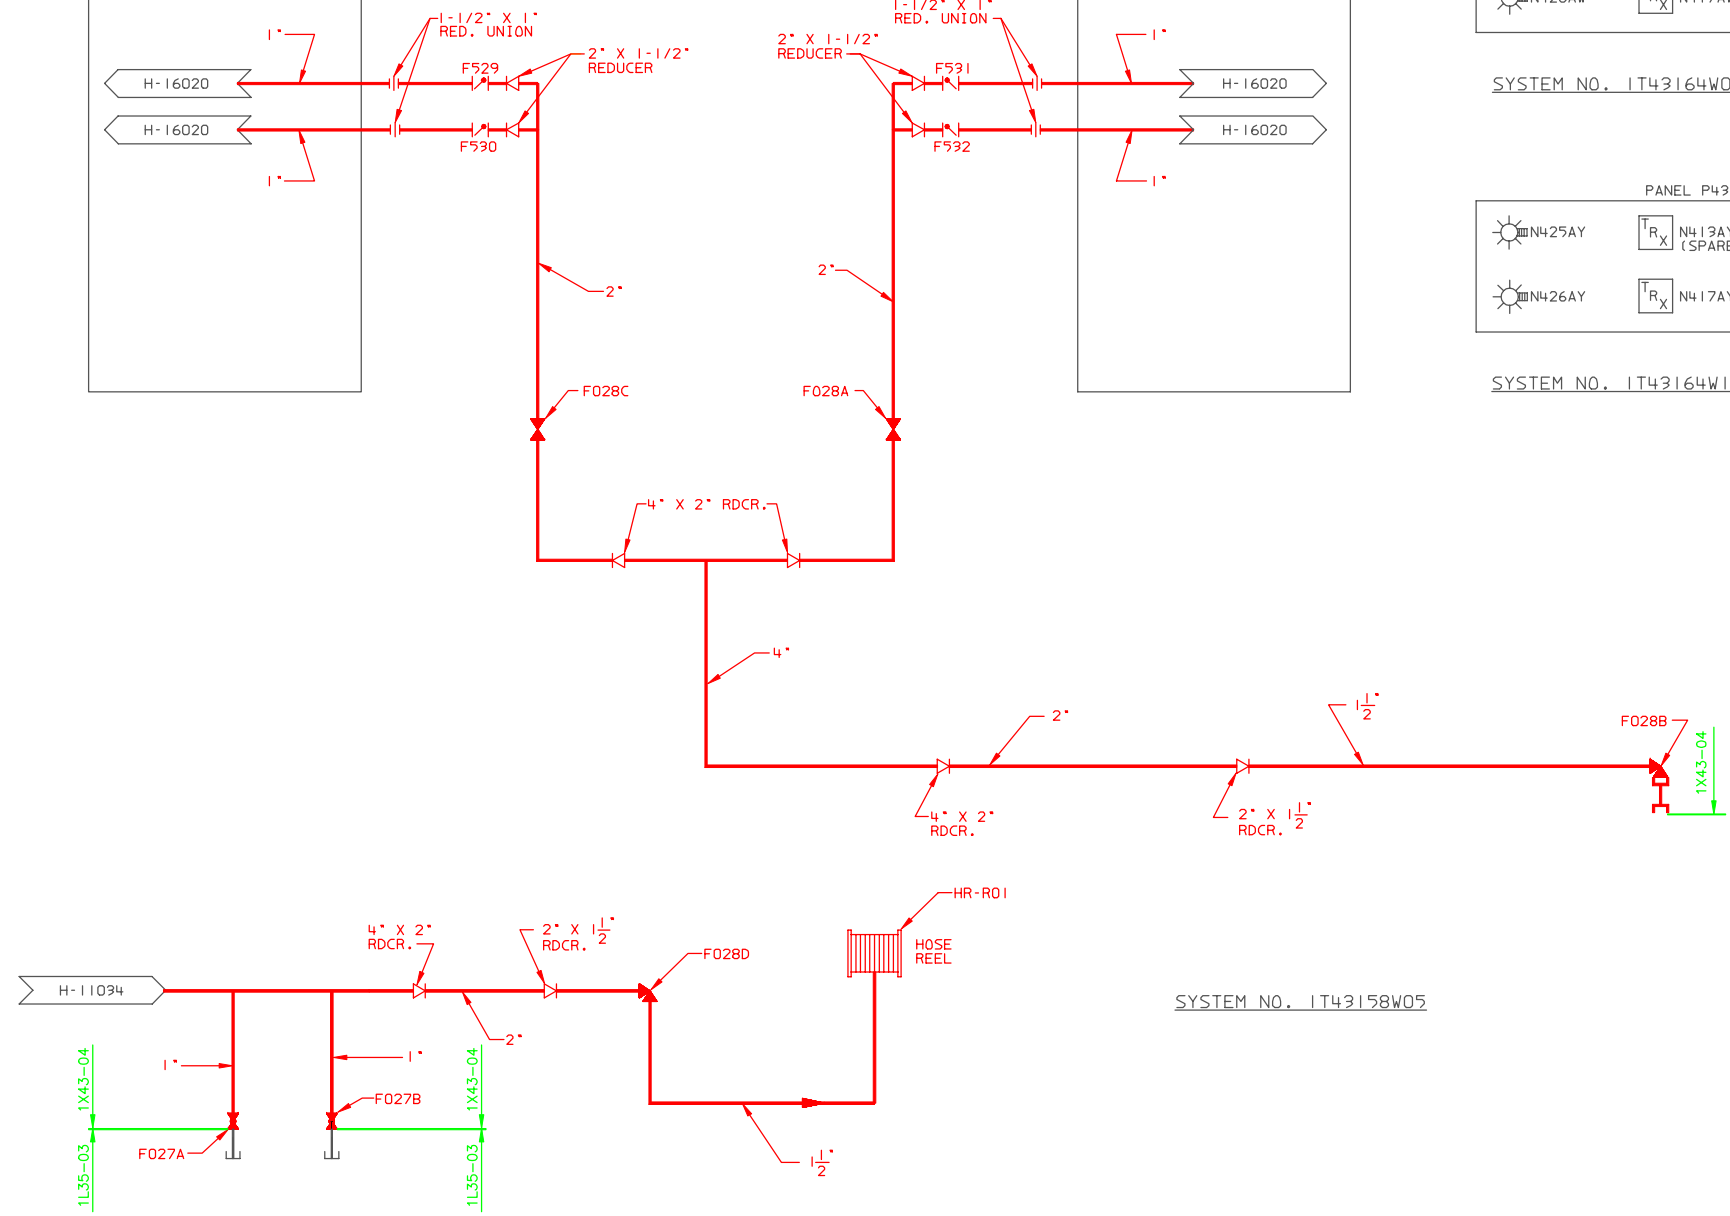 1-1/2" X 1"
RED. UNION
1-1/2" X 1"
RED. UNION
1"
2" X 1-1/2"
REDUCER
2" X 1-1/2"
REDUCER
1"
H-16020
F529
F531
H-16020
H-16020
F530
F532
H-16020
1"
1"
SYSTEM NO. 1T43164W0
PANEL P43
N425AY
TRX
N413AY
(SPARE
N426AY
TRX
N417AY
SYSTEM NO. 1T43164W1
2"
2"
F028C
F028A
4" X 2" RDCR.
4"
2"
1 1/2"
F028B
1X43-04
4" X 2"
RDCR.
2" X 1 1/2"
RDCR.
HR-R01
HOSE
REEL
4" X 2"
RDCR.
2" X 1 1/2"
RDCR.
F028D
H-11034
SYSTEM NO. 1T43158W05
2"
1"
1"
1X43-04
1X43-04
F027B
F027A
1L35-03
1L35-03
1 1/2"